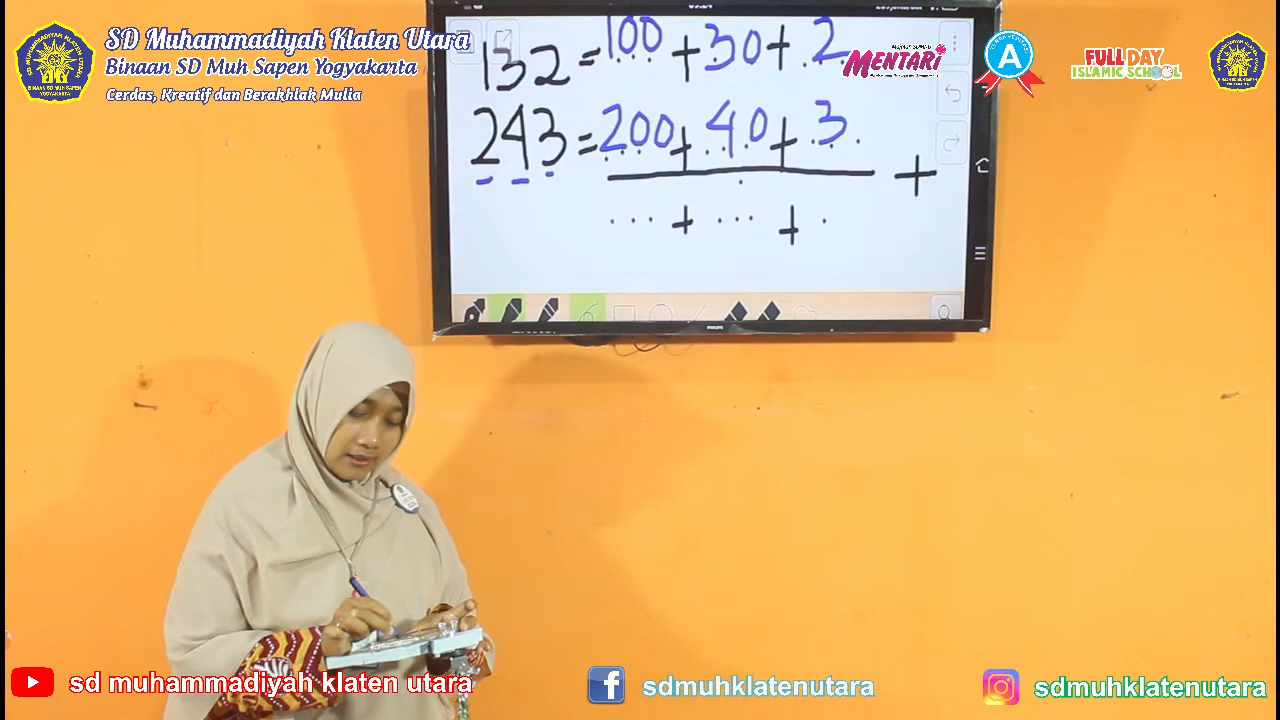 SD Muhammadiyah Klaten Utara
Binaan SD Muh Sapen Yogyakarta
Cerdas, Kreatif dan Berakhlak Mulia
MENTARI
A
FULL DAY
ISLAMIC SCHOOL
132 = 100 + 30 + 2
243 = 200 + 40 + 3
+
... + ... + .
sd muhammadiyah klaten utara
sdmuhklatenutara
sdmuhklatenutara